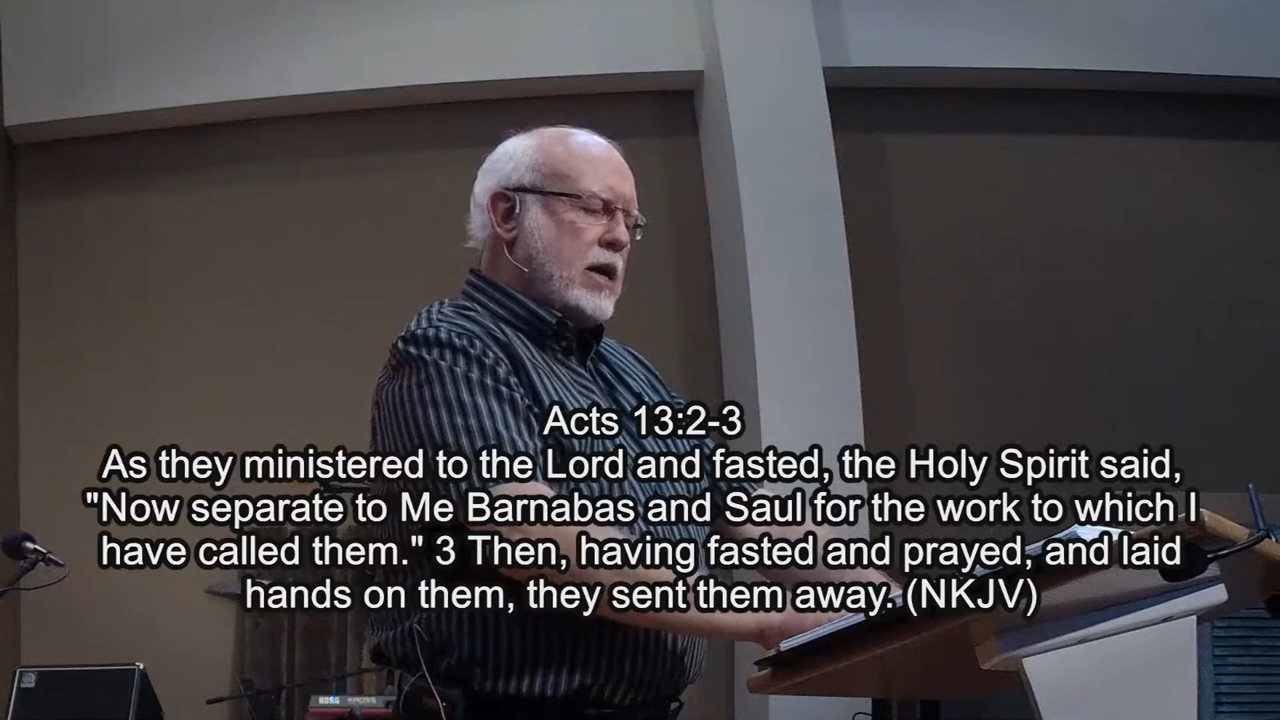 Acts 13:2-3
As they ministered to the Lord and fasted, the Holy Spirit said,
"Now separate to Me Barnabas and Saul for the work to which I
have called them." 3 Then, having fasted and prayed, and laid
hands on them, they sent them away. (NKJV)
KORG KROSS